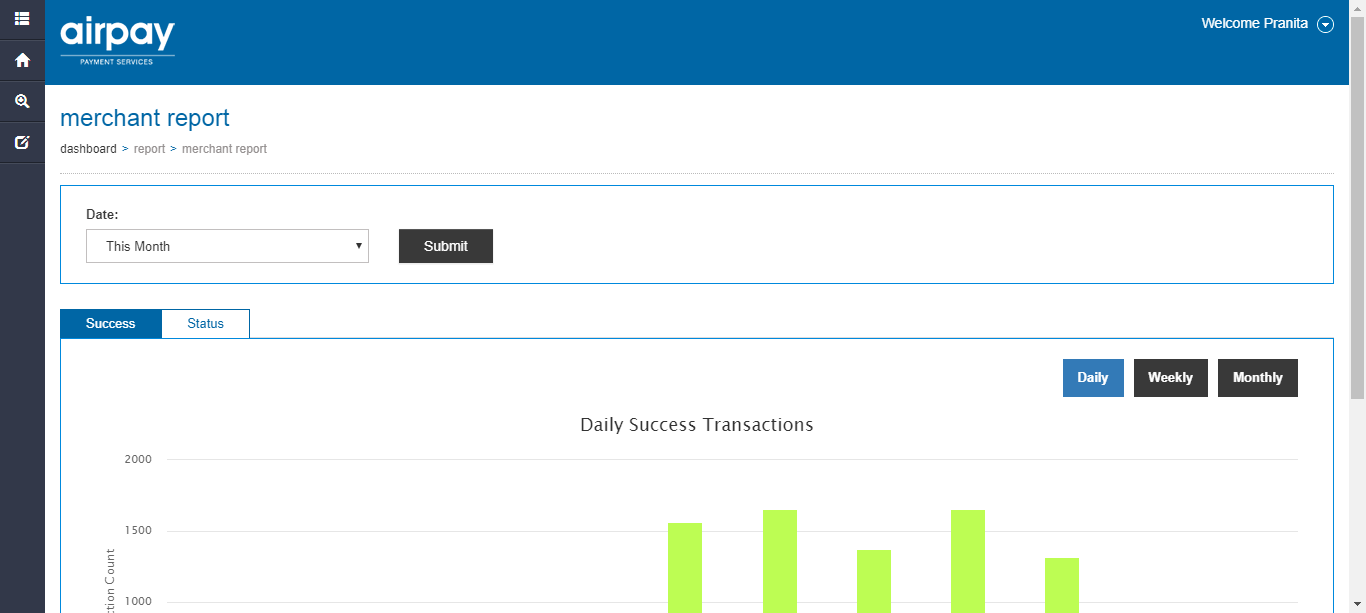 airpay
PAYMENT SERVICES
Welcome Pranita
merchant report
dashboard > report > merchant report
Date:
This Month
Submit
Success
Status
Daily
Weekly
Monthly
Daily Success Transactions
2000
1500
1000
ction Count